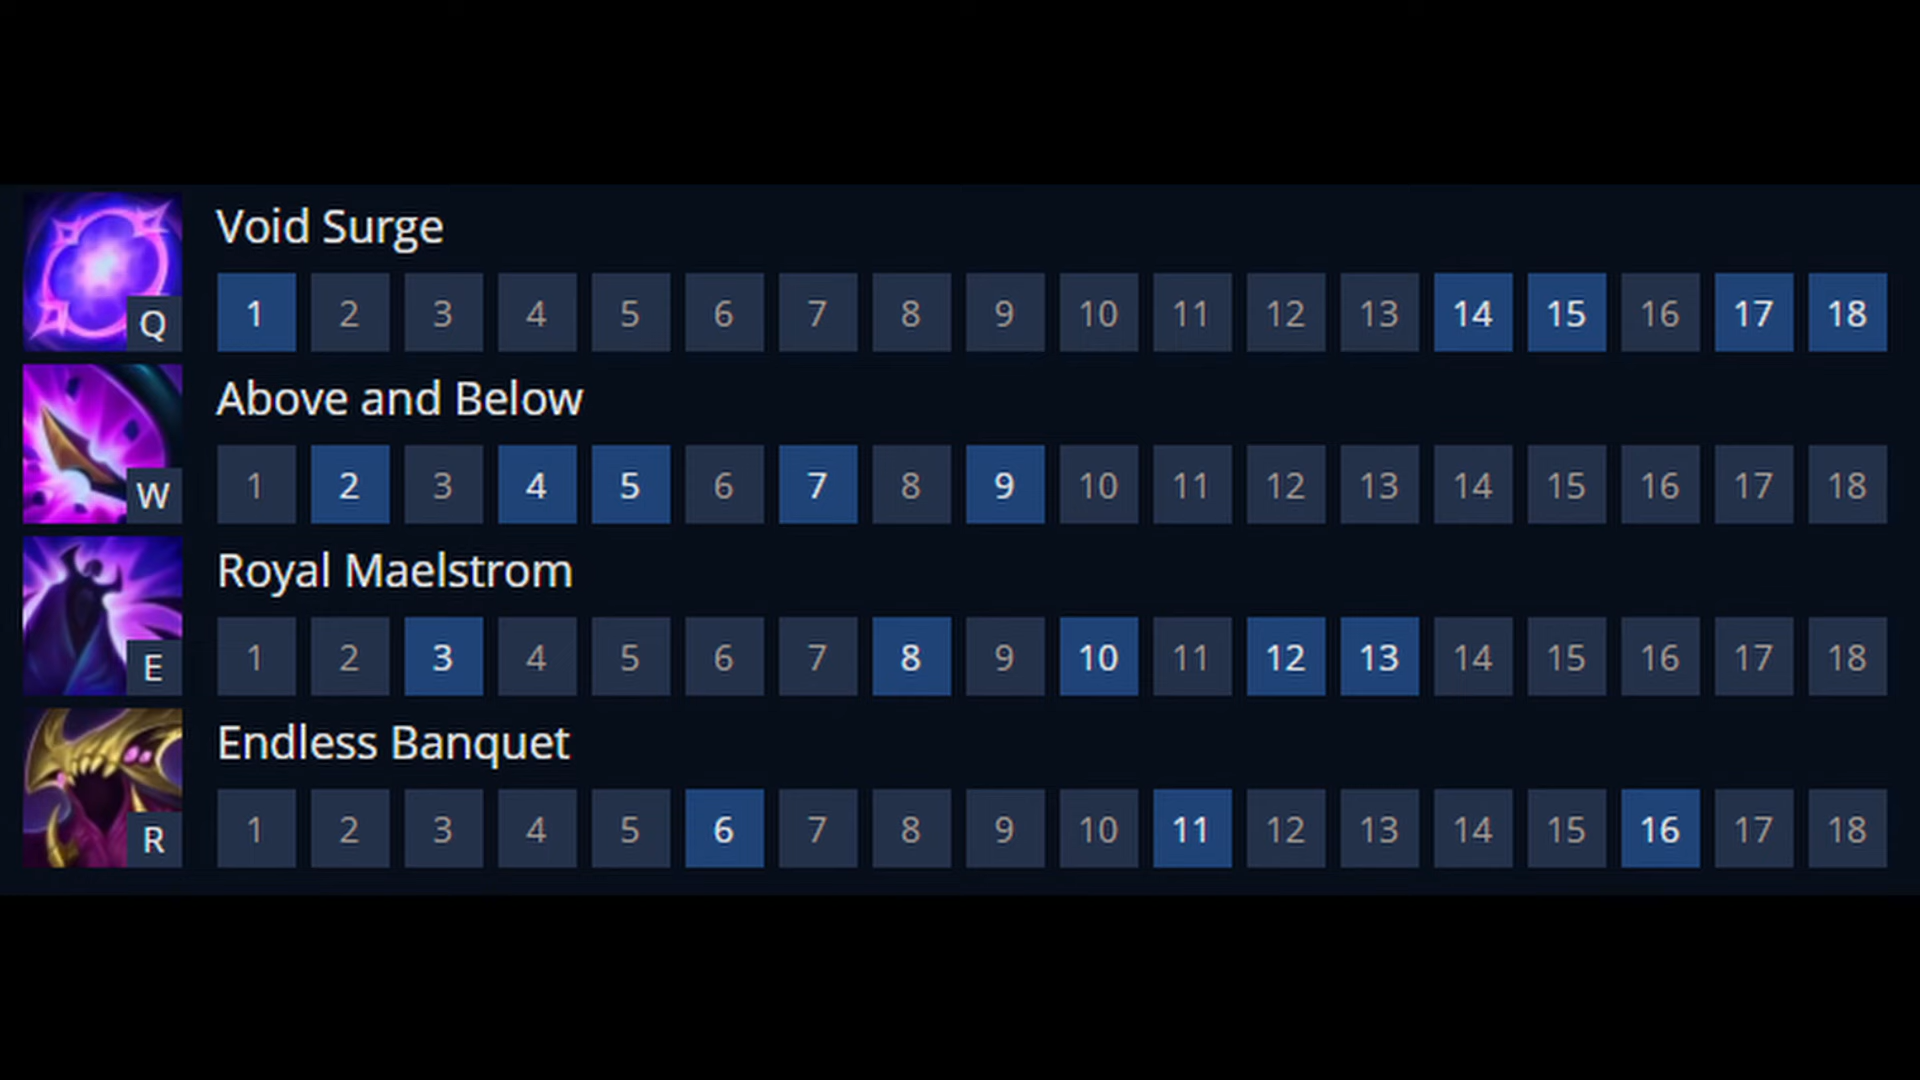 Void Surge
Q
1 2 3 4 5 6 7 8 9 10 11 12 13 14 15 16 17 18
Above and Below
W
1 2 3 4 5 6 7 8 9 10 11 12 13 14 15 16 17 18
Royal Maelstrom
E
1 2 3 4 5 6 7 8 9 10 11 12 13 14 15 16 17 18
Endless Banquet
R
1 2 3 4 5 6 7 8 9 10 11 12 13 14 15 16 17 18